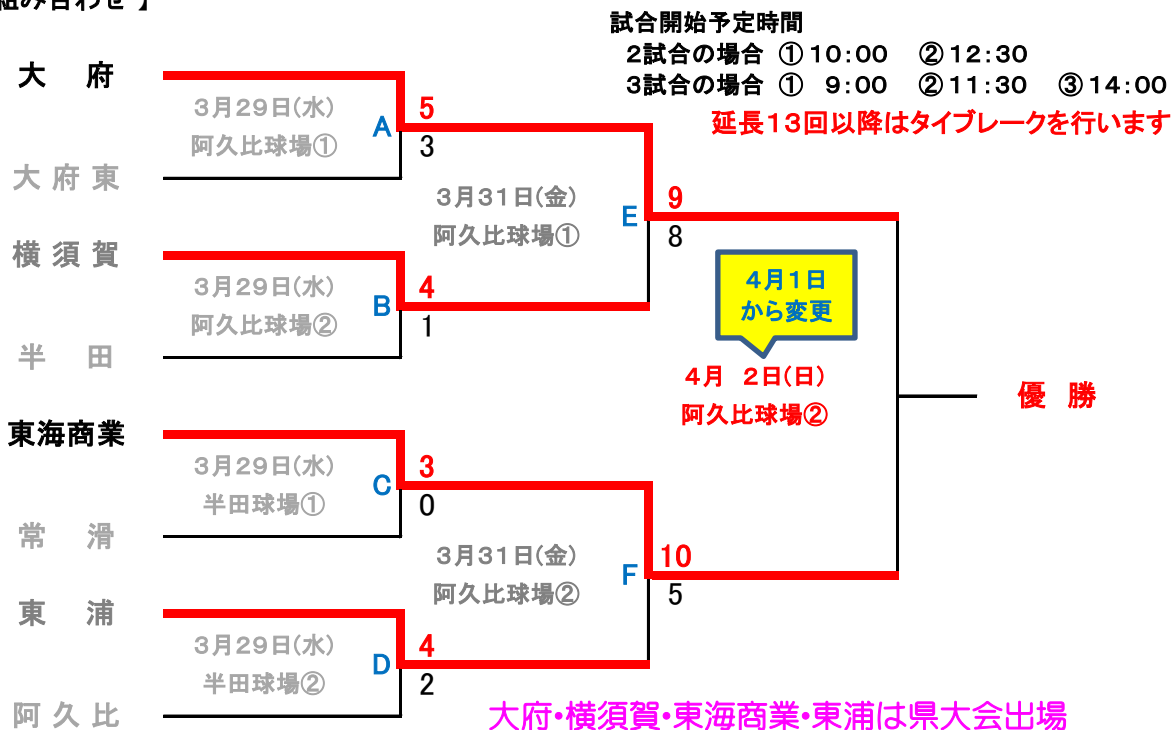 組み合わせ 】
試合開始予定時間
2試合の場合 ①10:00 ②12:30
3試合の場合 ① 9:00 ②11:30 ③14:00
延長13回以降はタイブレークを行います
大 府
3月29日(水)
阿久比球場①
A
5
3
大府東
3月31日(金)
阿久比球場①
E
9
8
横須賀
3月29日(水)
阿久比球場②
B
4
1
半 田
4月1日
から変更
4月 2日(日)
阿久比球場②
優 勝
東海商業
3月29日(水)
半田球場①
C
3
0
常 滑
3月31日(金)
阿久比球場②
F
10
5
東 浦
3月29日(水)
半田球場②
D
4
2
阿久比
大府・横須賀・東海商業・東浦は県大会出場